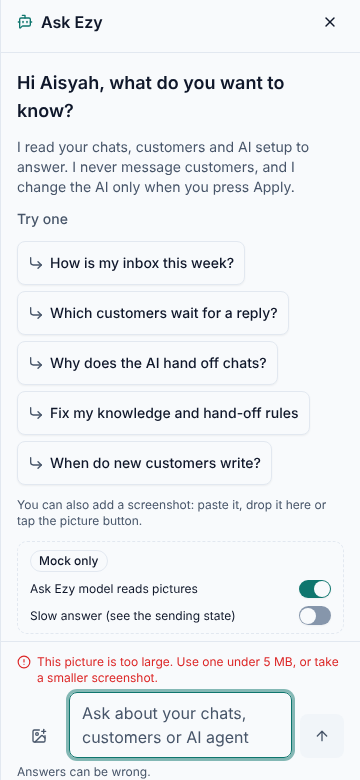 Ask Ezy
Hi Aisyah, what do you want to
know?
I read your chats, customers and AI setup to
answer. I never message customers, and I
change the AI only when you press Apply.
Try one
How is my inbox this week?
Which customers wait for a reply?
Why does the AI hand off chats?
Fix my knowledge and hand-off rules
When do new customers write?
You can also add a screenshot: paste it, drop it here or
tap the picture button.
Mock only
Ask Ezy model reads pictures
Slow answer (see the sending state)
This picture is too large. Use one under 5 MB, or take
a smaller screenshot.
Ask about your chats,
customers or AI agent
Answers can be wrong.